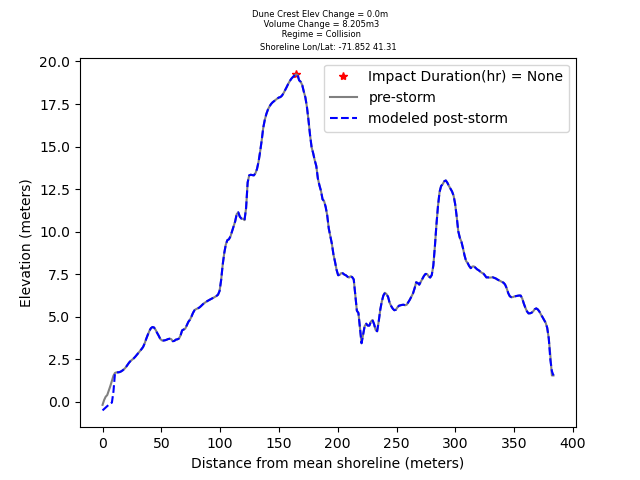 Dune Crest Elev Change = 0.0m
Volume Change = 8.205m3
Regime = Collision
Shoreline Lon/Lat: -71.852 41.31
Impact Duration(hr) = None
pre-storm
modeled post-storm
Elevation (meters)
20.0
17.5
15.0
12.5
10.0
7.5
5.0
2.5
0.0
0 50 100 150 200 250 300 350 400
Distance from mean shoreline (meters)